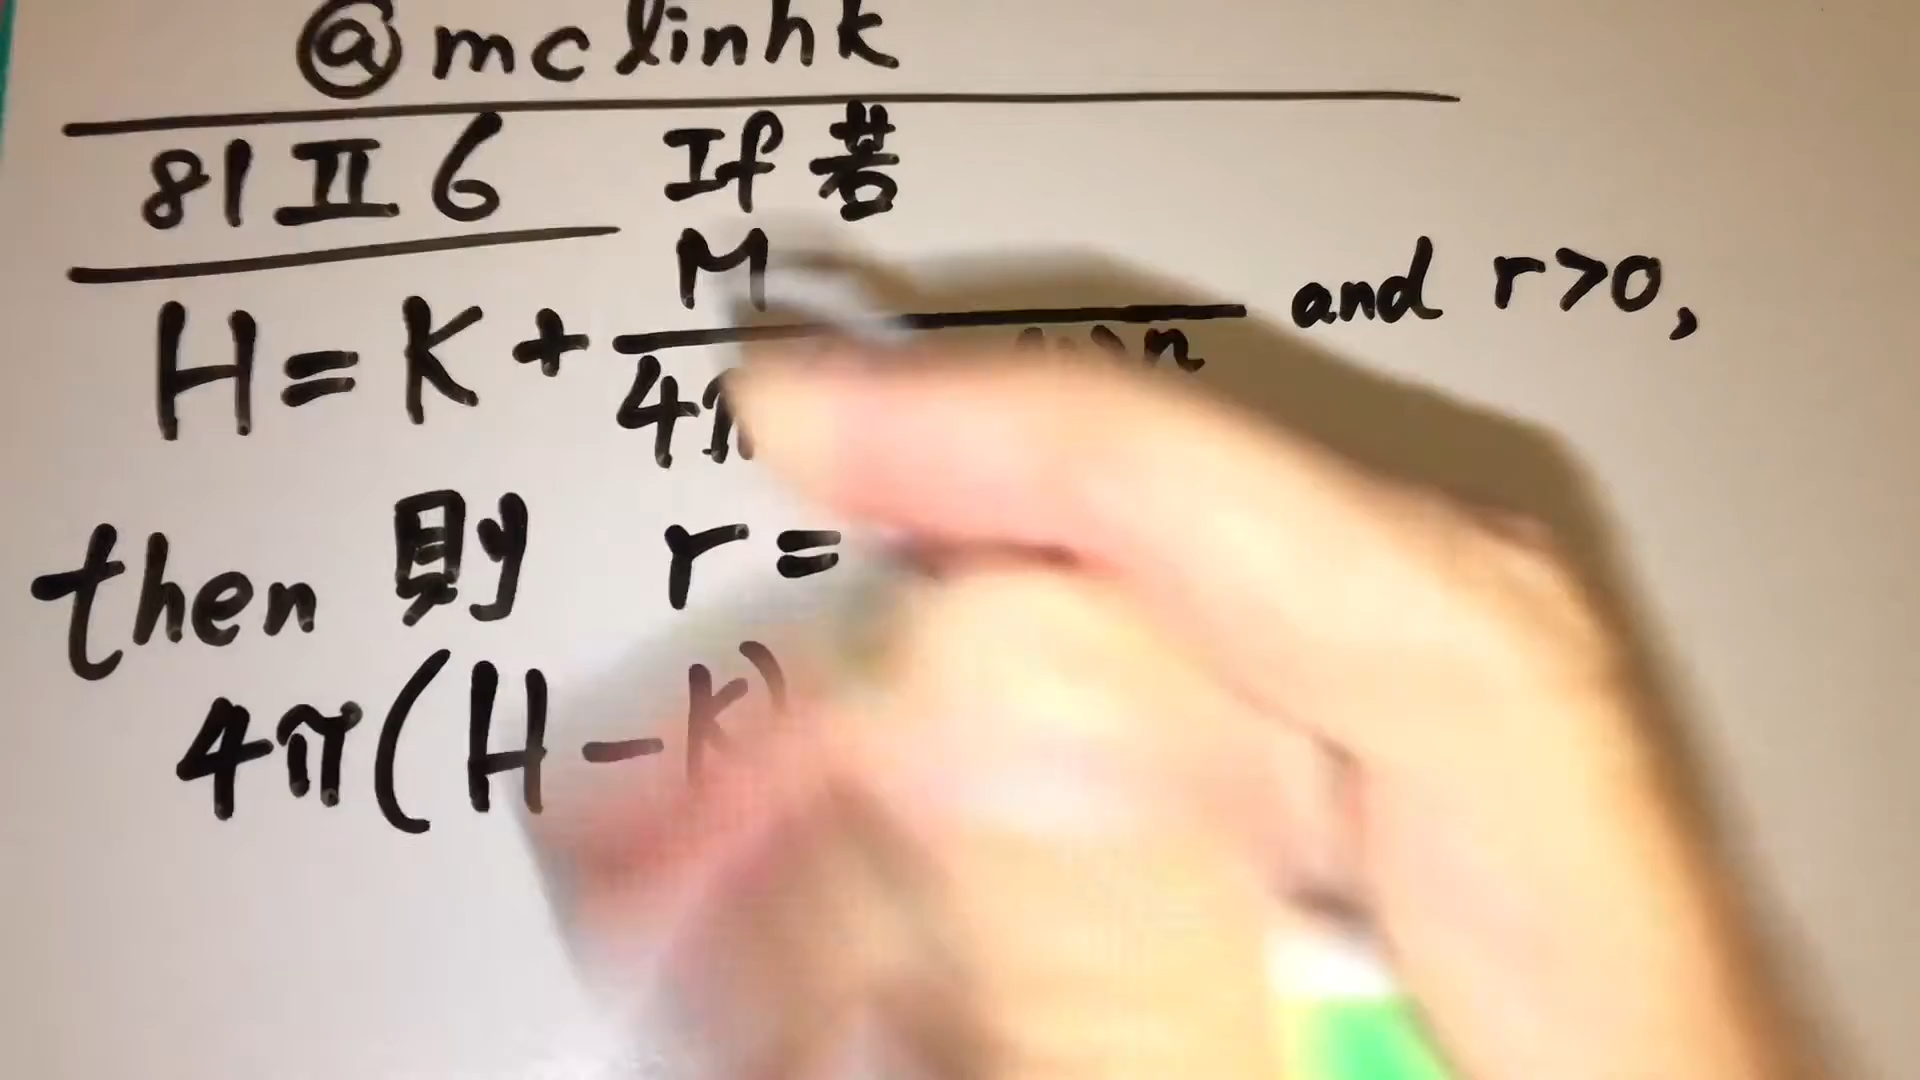 @mclinhk
81 II 6 If 若
M
H = K + and r>0,
4π
then 則 r =
4π(H-K)